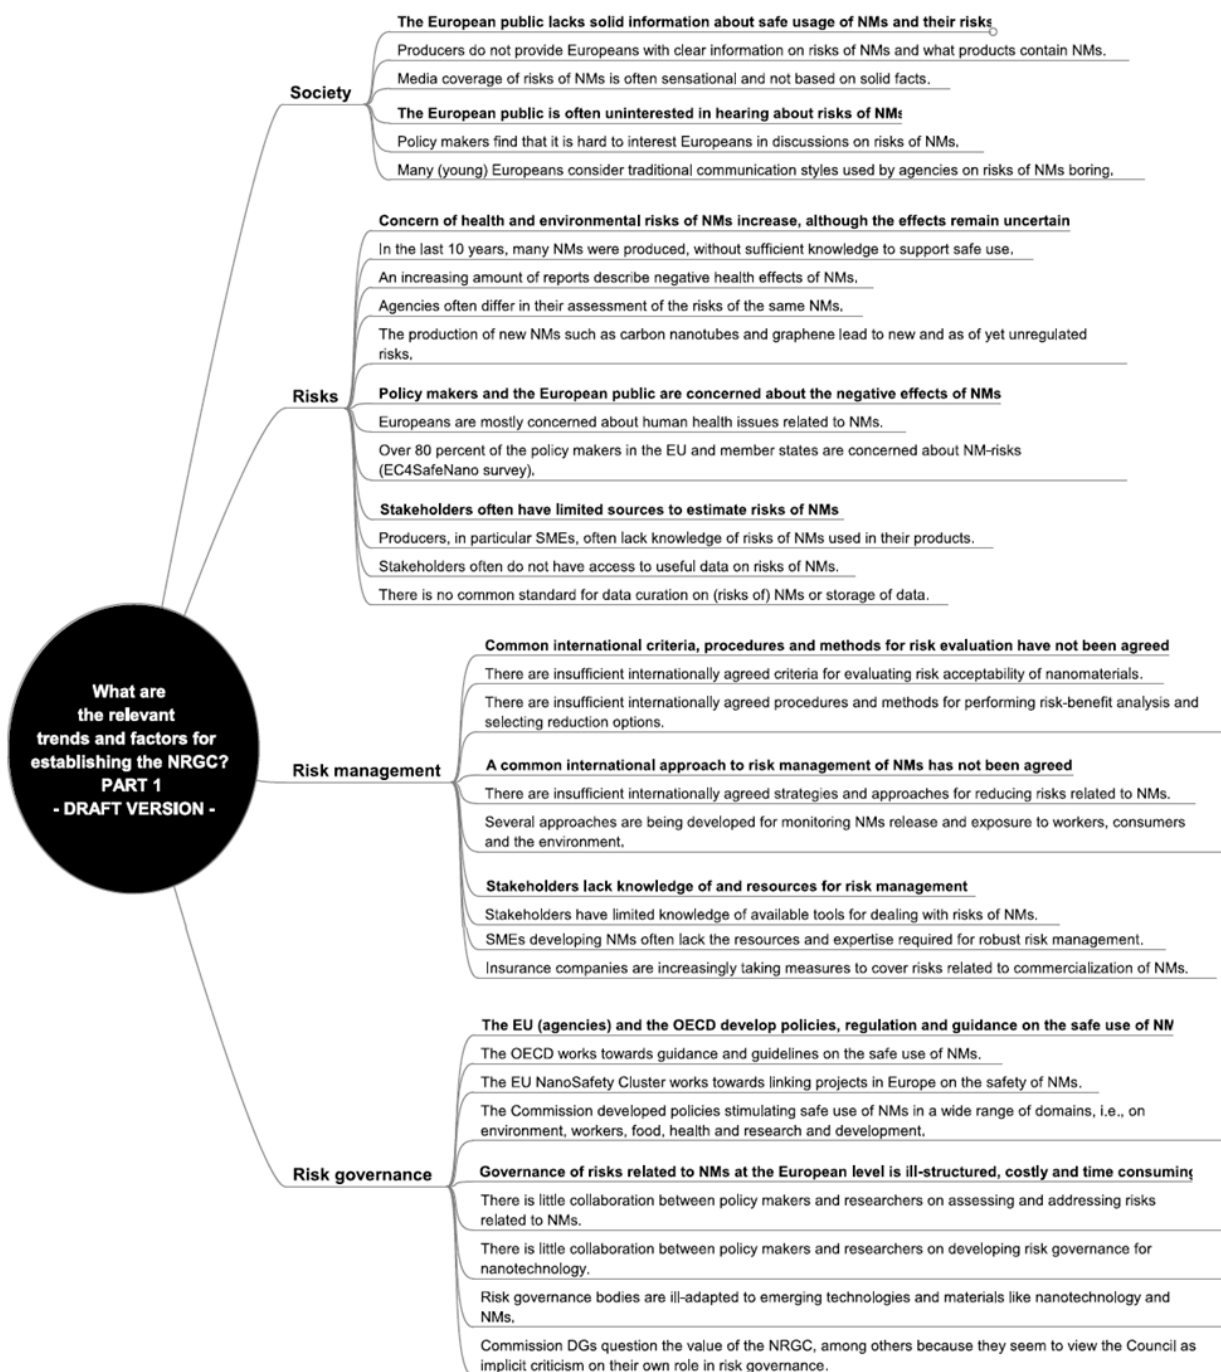 The European public lacks solid information about safe usage of NMs and their risks
Producers do not provide Europeans with clear information on risks of NMs and what products contain NMs.
Media coverage of risks of NMs is often sensational and not based on solid facts.
Society
The European public is often uninterested in hearing about risks of NMs
Policy makers find that it is hard to interest Europeans in discussions on risks of NMs.
Many (young) Europeans consider traditional communication styles used by agencies on risks of NMs boring.
Concern of health and environmental risks of NMs increase, although the effects remain uncertain
In the last 10 years, many NMs were produced, without sufficient knowledge to support safe use.
An increasing amount of reports describe negative health effects of NMs.
Agencies often differ in their assessment of the risks of the same NMs.
The production of new NMs such as carbon nanotubes and graphene lead to new and as of yet unregulated
risks.
Risks
Policy makers and the European public are concerned about the negative effects of NMs
Europeans are mostly concerned about human health issues related to NMs.
Over 80 percent of the policy makers in the EU and member states are concerned about NM-risks
(EC4SafeNano survey).
Stakeholders often have limited sources to estimate risks of NMs
Producers, in particular SMEs, often lack knowledge of risks of NMs used in their products.
Stakeholders often do not have access to useful data on risks of NMs.
There is no common standard for data curation on (risks of) NMs or storage of data.
What are
the relevant
trends and factors for
establishing the NRGC?
PART 1
- DRAFT VERSION -
Common international criteria, procedures and methods for risk evaluation have not been agreed
There are insufficient internationally agreed criteria for evaluating risk acceptability of nanomaterials.
There are insufficient internationally agreed procedures and methods for performing risk-benefit analysis and
selecting reduction options.
Risk management
A common international approach to risk management of NMs has not been agreed
There are insufficient internationally agreed strategies and approaches for reducing risks related to NMs.
Several approaches are being developed for monitoring NMs release and exposure to workers, consumers
and the environment.
Stakeholders lack knowledge of and resources for risk management
Stakeholders have limited knowledge of available tools for dealing with risks of NMs.
SMEs developing NMs often lack the resources and expertise required for robust risk management.
Insurance companies are increasingly taking measures to cover risks related to commercialization of NMs.
The EU (agencies) and the OECD develop policies, regulation and guidance on the safe use of NM
The OECD works towards guidance and guidelines on the safe use of NMs.
The EU NanoSafety Cluster works towards linking projects in Europe on the safety of NMs.
The Commission developed policies stimulating safe use of NMs in a wide range of domains, i.e., on
environment, workers, food, health and research and development.
Risk governance
Governance of risks related to NMs at the European level is ill-structured, costly and time consuming
There is little collaboration between policy makers and researchers on assessing and addressing risks
related to NMs.
There is little collaboration between policy makers and researchers on developing risk governance for
nanotechnology.
Risk governance bodies are ill-adapted to emerging technologies and materials like nanotechnology and
NMs.
Commission DGs question the value of the NRGC, among others because they seem to view the Council as
implicit criticism on their own role in risk governance.